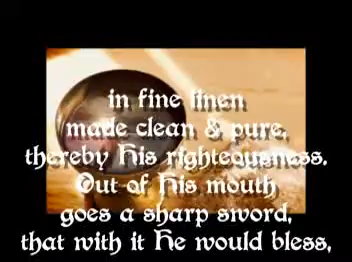 in fine linen
made clean & pure,
thereby His righteousness.
Out of His mouth
goes a sharp sword,
that with it He would bless,